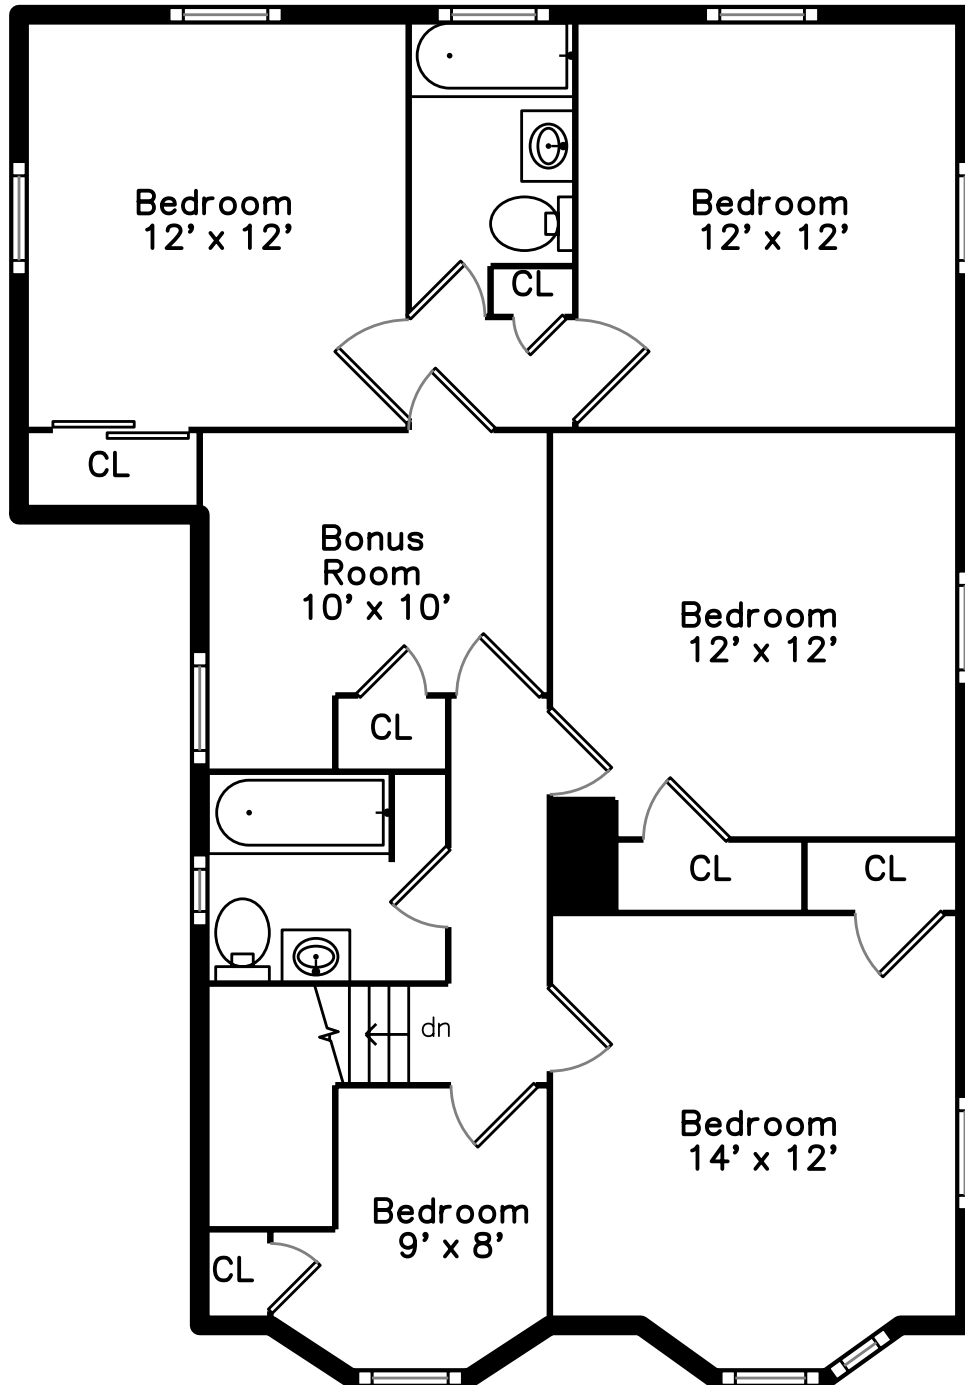 Bedroom
12' x 12'
Bedroom
12' x 12'
CL
CL
Bonus
Room
10' x 10'
Bedroom
12' x 12'
CL
CL
CL
dn
Bedroom
14' x 12'
Bedroom
9' x 8'
CL